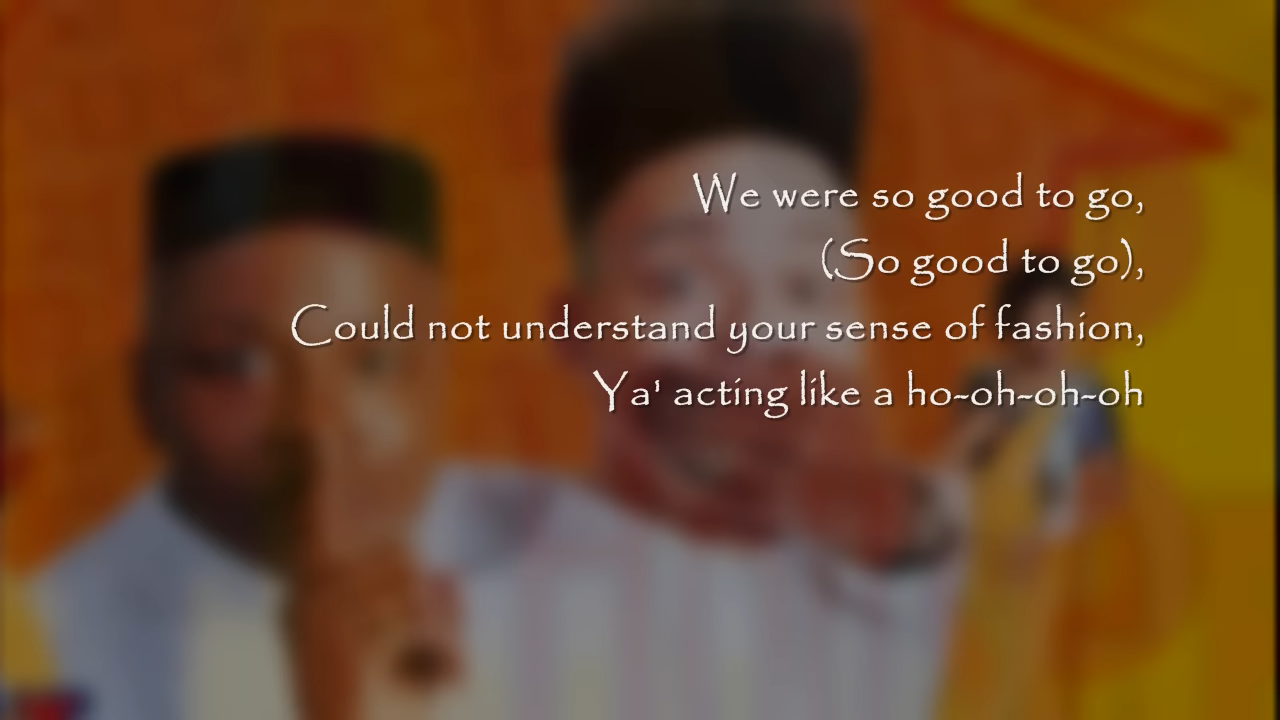 We were so good to go,
(So good to go),
Could not understand your sense of fashion,
Ya' acting like a ho-oh-oh-oh